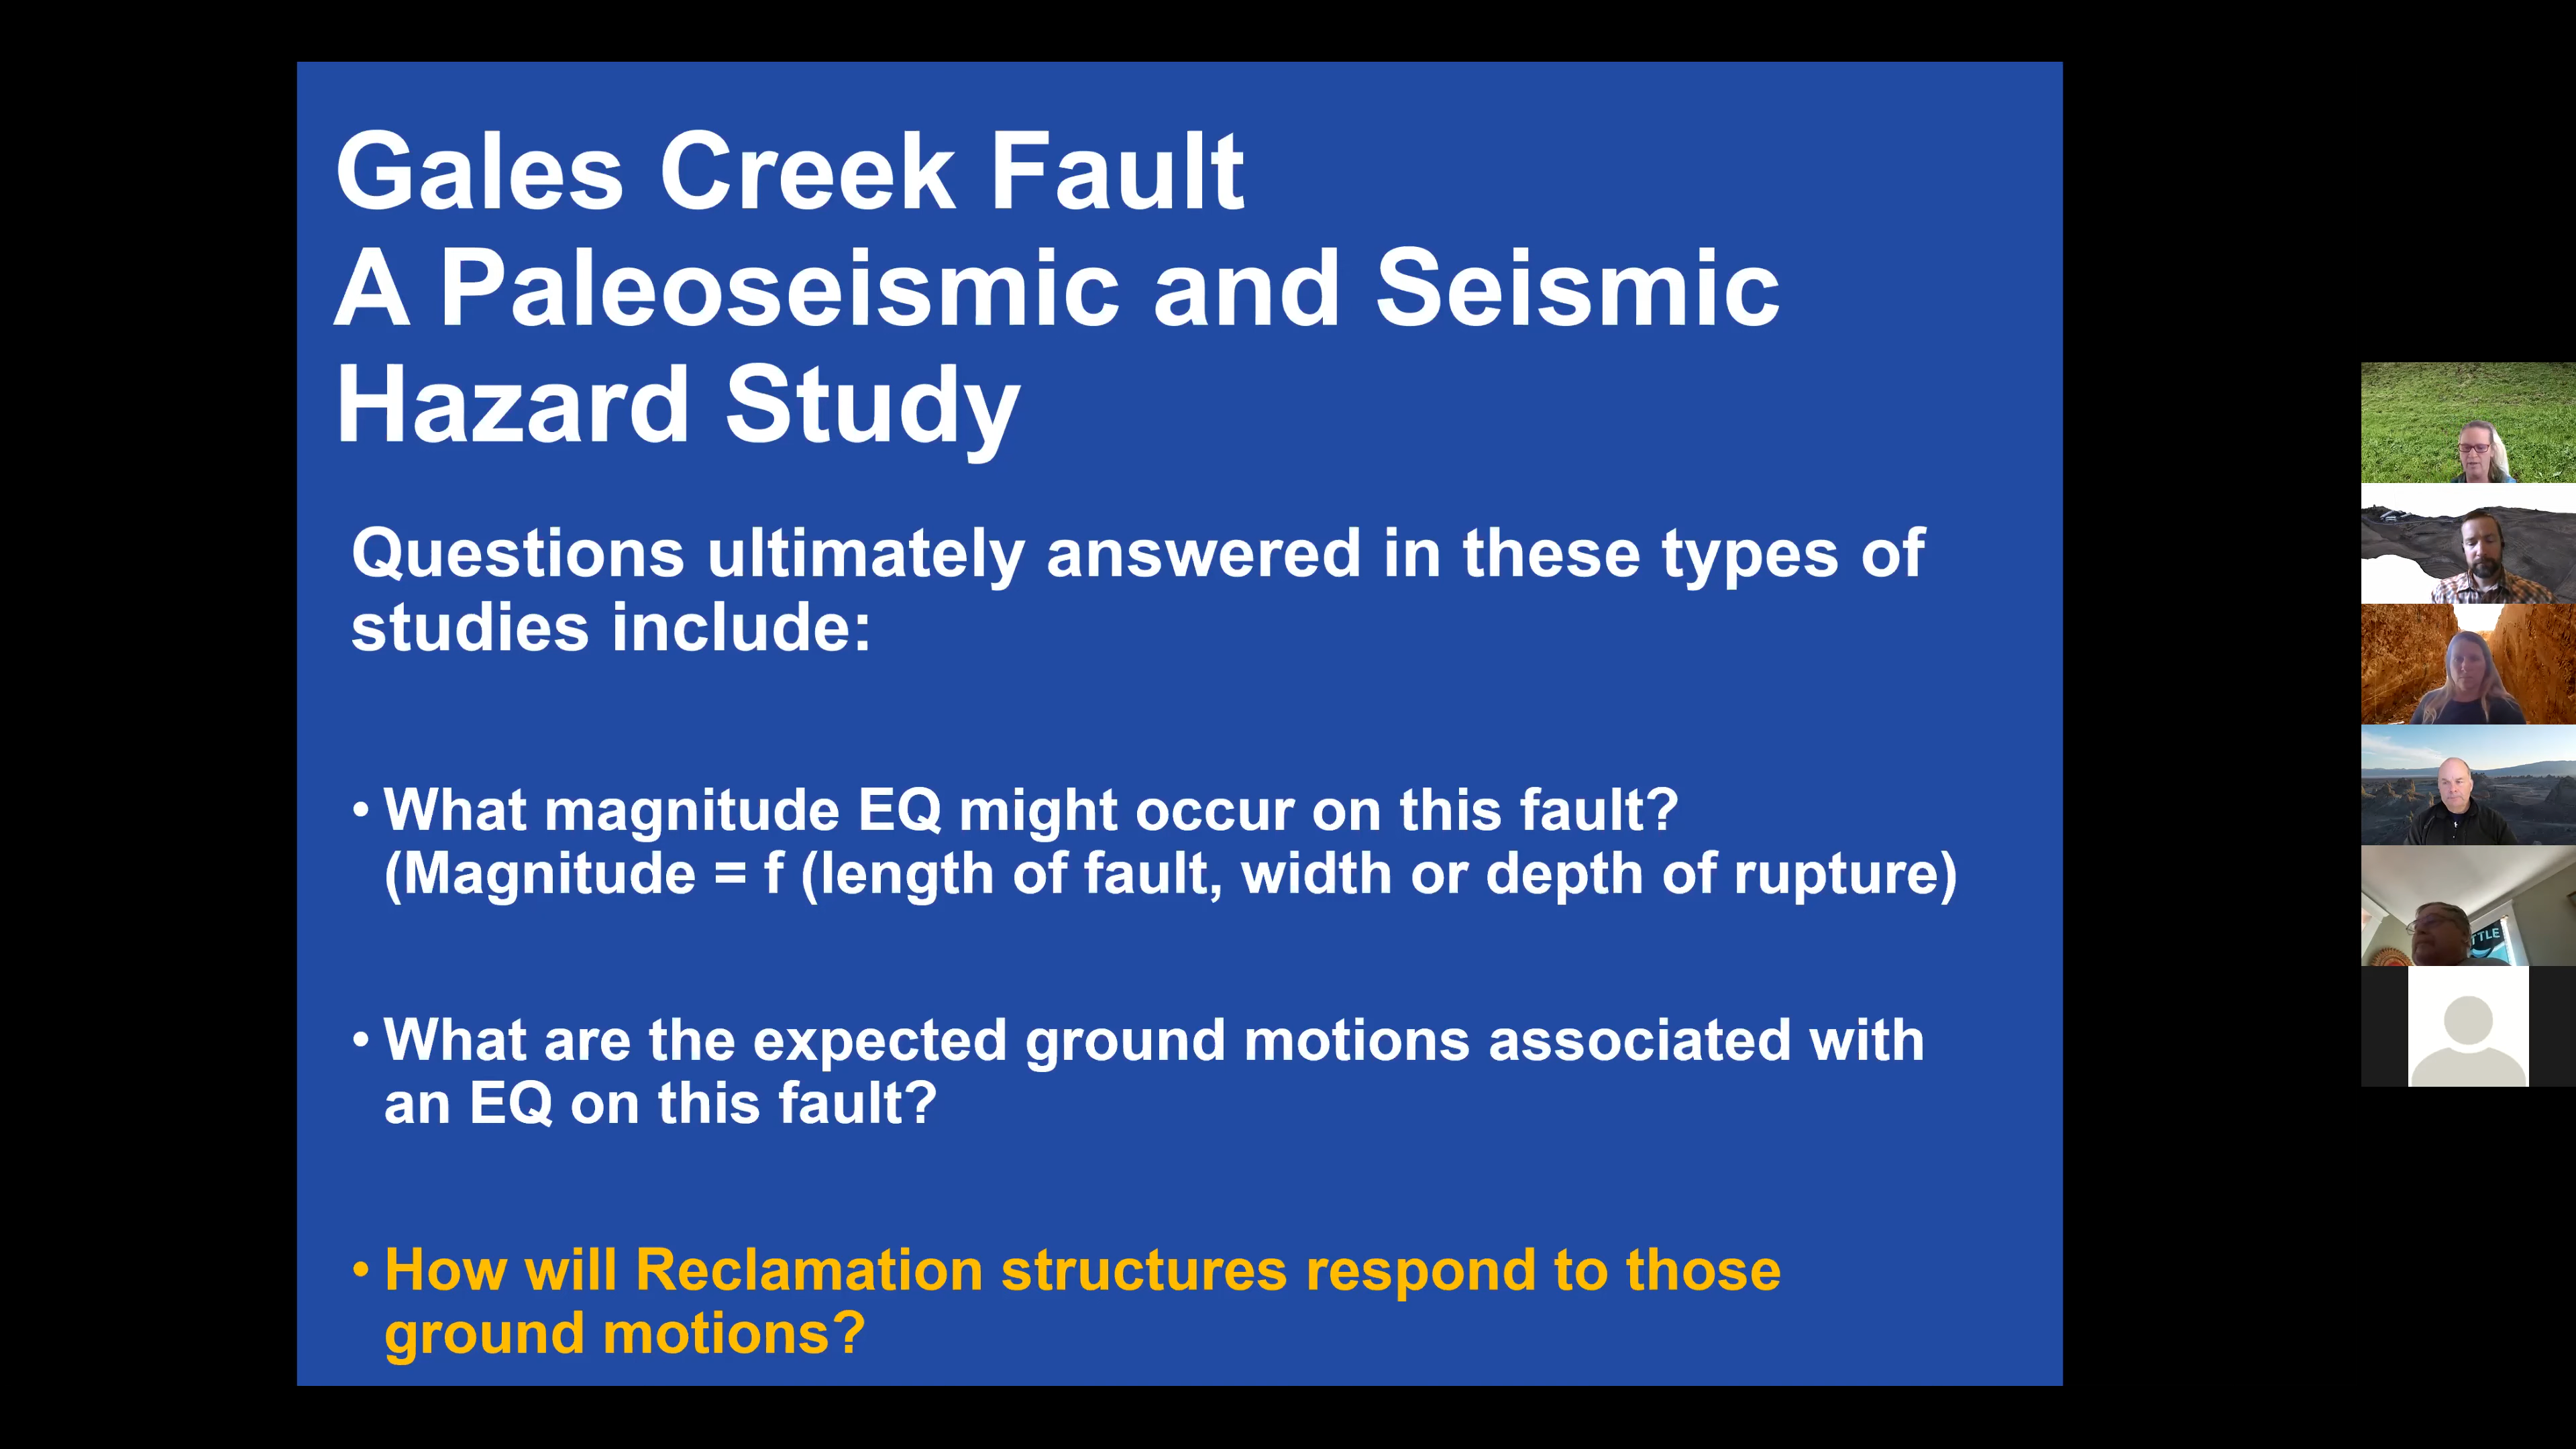 Gales Creek Fault
A Paleoseismic and Seismic
Hazard Study
Questions ultimately answered in these types of
studies include:
• What magnitude EQ might occur on this fault?
(Magnitude = f (length of fault, width or depth of rupture)
• What are the expected ground motions associated with
an EQ on this fault?
• How will Reclamation structures respond to those
ground motions?
TTLE